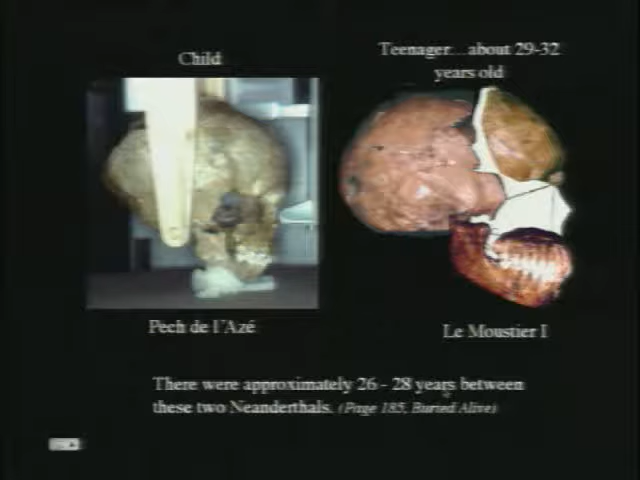 Child
Teenager...about 29-32
years old
Pech de l'Azé
Le Moustier I
There were approximately 26 - 28 years between
these two Neanderthals. (Page 185, Buried Alive)